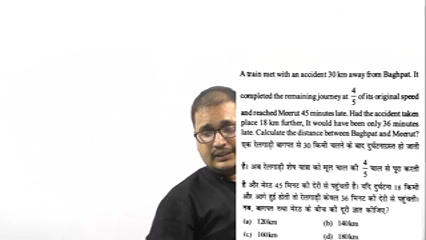 A train met with an accident 30 km away from Baghpat. It
completed the remaining journey at 4/5 of its original speed
and reached Meerut 45 minutes late. Had the accident taken
place 18 km further, It would have been only 36 minutes
late. Calculate the distance between Baghpat and Meerut?
एक रेलगाड़ी बागपत से 30 किमी चलने के बाद दुर्घटनाग्रस्त हो जाती
है। अब रेलगाड़ी शेष यात्रा को मूल चाल की 4/5 चाल से पूरा करती
है और मेरठ 45 मिनट की देरी से पहुंचती है। यदि दुर्घटना 18 किमी
और आगे हुई होती तो रेलगाड़ी केवल 36 मिनट की देरी से पहुंचती।
तब, बागपत तथा मेरठ के बीच की दूरी ज्ञात कीजिए?
(a) 120km (b) 140km
(c) 160km (d) 180km